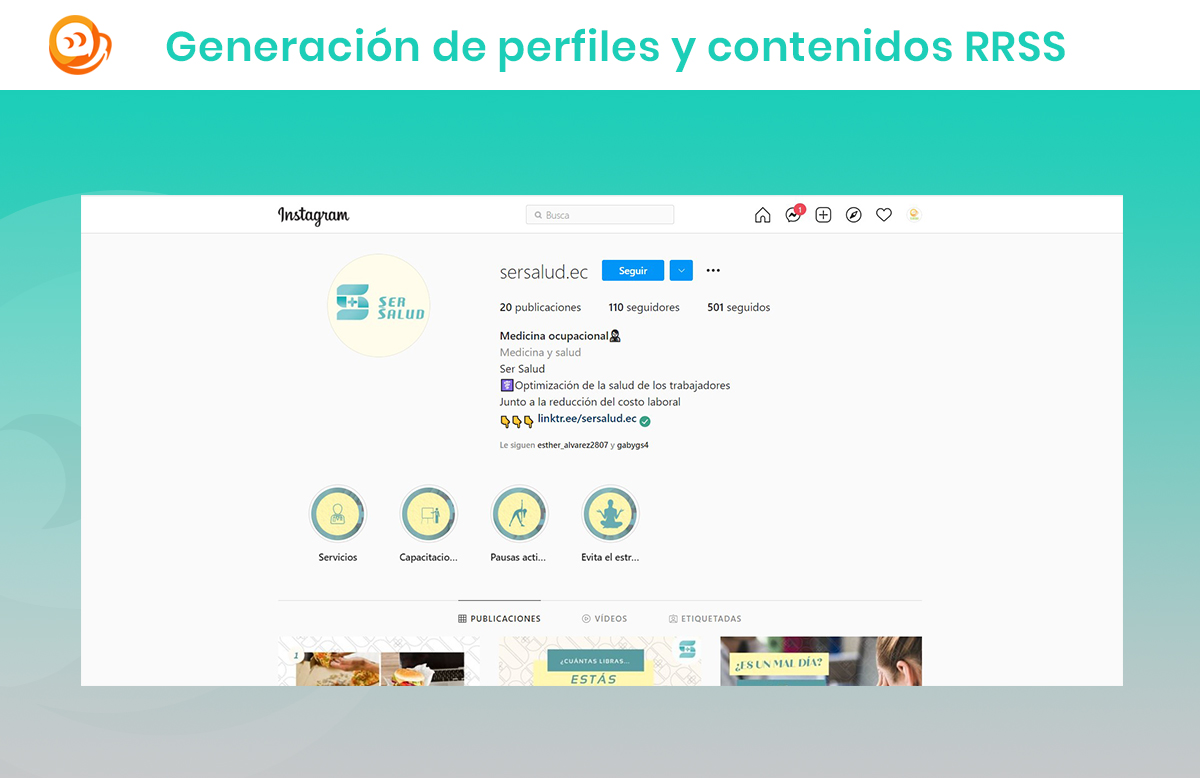 Generación de perfiles y contenidos RRSS
Instagram
Busca
1
SER
SALUD
sersalud.ec
Seguir
20 publicaciones 110 seguidores 501 seguidos
Medicina ocupacional
Medicina y salud
Ser Salud
Optimización de la salud de los trabajadores
Junto a la reducción del costo laboral
linktr.ee/sersalud.ec
Le siguen esther_alvarez2807 y gabygs4
Servicios Capacitacio... Pausas acti... Evita el estr...
PUBLICACIONES VÍDEOS ETIQUETADAS
1
¿CUÁNTAS LIBRAS...
ESTÁS
¿ES UN MAL DÍA?